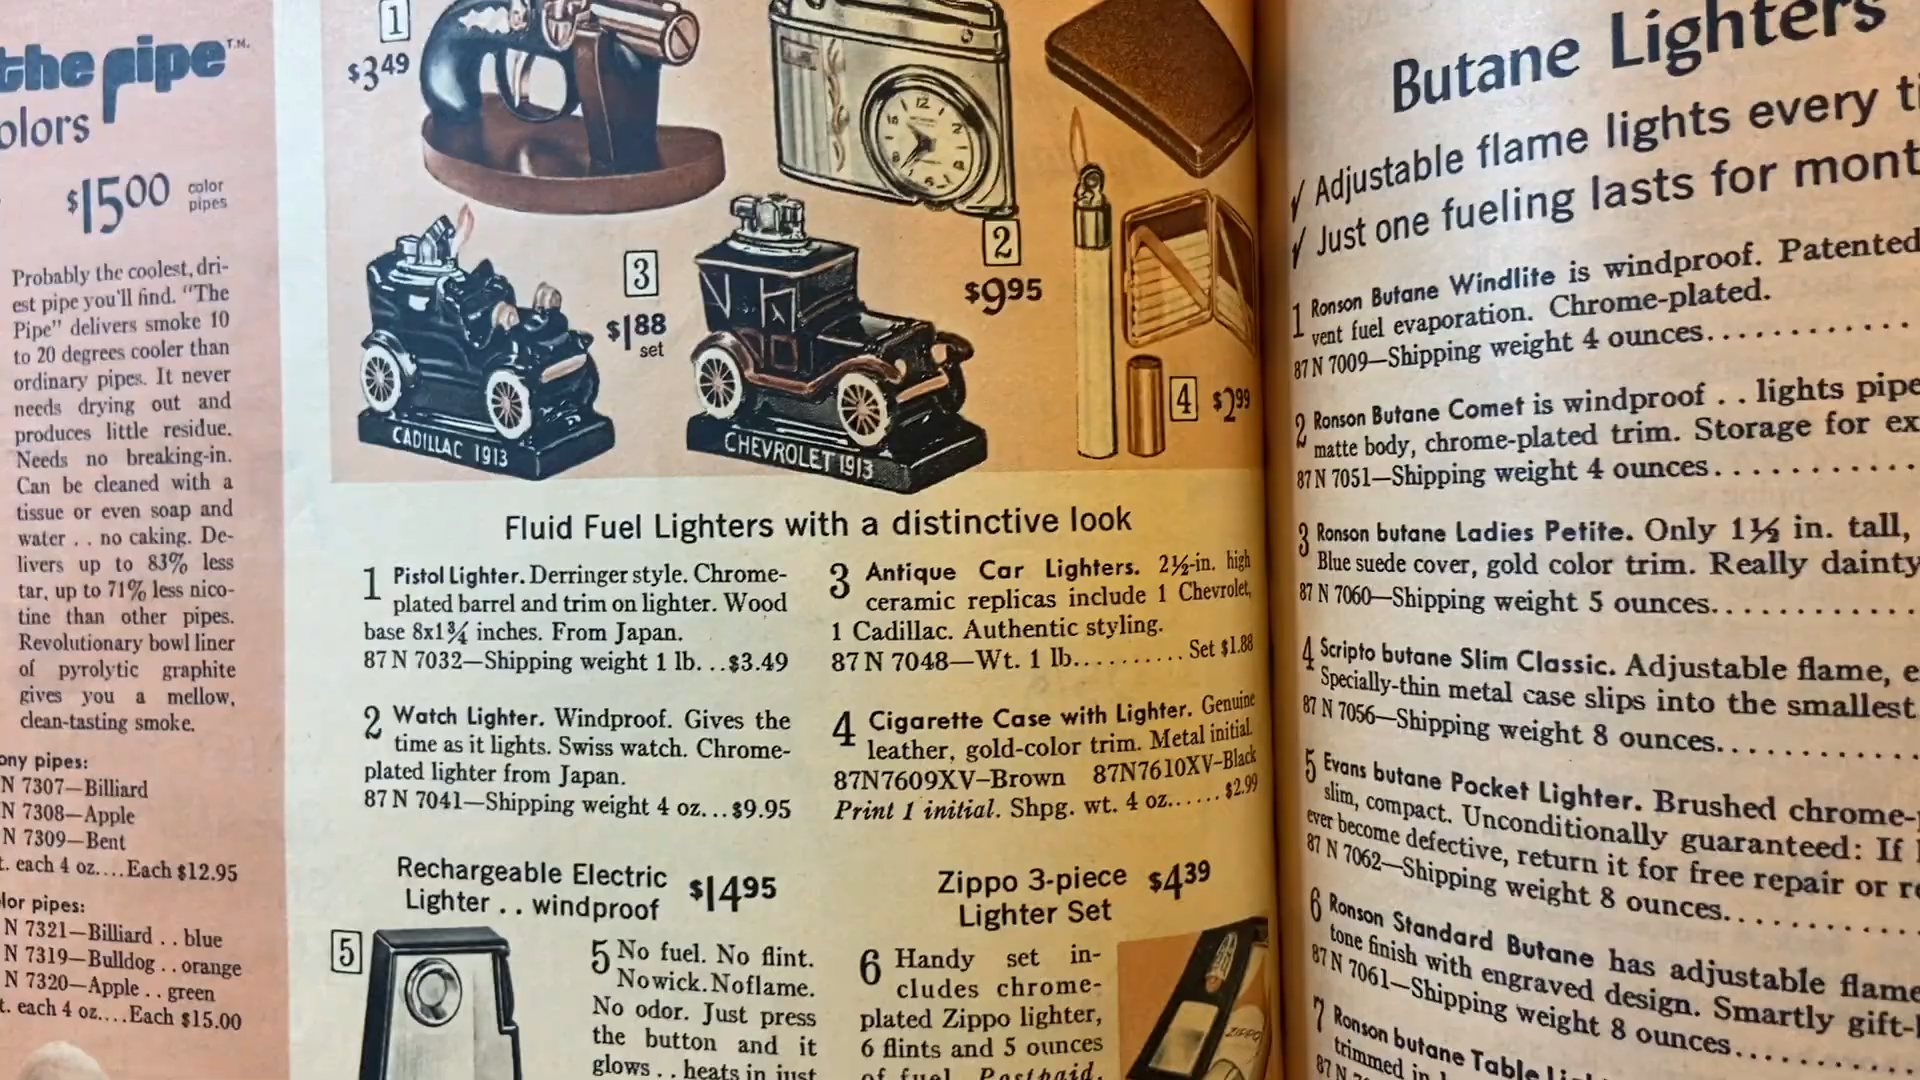 the pipe T.M.
olors
$15.00 color
pipes
Probably the coolest, dri-
est pipe you'll find. "The
Pipe" delivers smoke 10
to 20 degrees cooler than
ordinary pipes. It never
needs drying out and
produces little residue.
Needs no breaking-in.
Can be cleaned with a
tissue or even soap and
water . . no caking. De-
livers up to 83% less
tar, up to 71% less nico-
tine than other pipes.
Revolutionary bowl liner
of pyrolytic graphite
gives you a mellow,
clean-tasting smoke.
ony pipes:
N 7307—Billiard
N 7308—Apple
N 7309—Bent
t. each 4 oz....Each $12.95
lor pipes:
N 7321—Billiard . . blue
N 7319—Bulldog . . orange
N 7320—Apple . . green
t. each 4 oz....Each $15.00
1
$3.49
2
$9.95
3
$1.88
set
4 $2.99
CADILLAC 1913
CHEVROLET 1913
Fluid Fuel Lighters with a distinctive look
1 Pistol Lighter. Derringer style. Chrome-
plated barrel and trim on lighter. Wood
base 8x1¾ inches. From Japan.
87 N 7032—Shipping weight 1 lb...$3.49
2 Watch Lighter. Windproof. Gives the
time as it lights. Swiss watch. Chrome-
plated lighter from Japan.
87 N 7041—Shipping weight 4 oz...$9.95
3 Antique Car Lighters. 2½-in. high
ceramic replicas include 1 Chevrolet,
1 Cadillac. Authentic styling.
87 N 7048—Wt. 1 lb.......... Set $1.88
4 Cigarette Case with Lighter. Genuine
leather, gold-color trim. Metal initial.
87N7609XV—Brown 87N7610XV—Black
Print 1 initial. Shpg. wt. 4 oz...... $2.99
Rechargeable Electric
Lighter . . windproof $14.95
5
5 No fuel. No flint.
No wick. No flame.
No odor. Just press
the button and it
glows . . heats in just
Zippo 3-piece
Lighter Set $4.39
6 Handy set in-
cludes chrome-
plated Zippo lighter,
6 flints and 5 ounces
of fuel. Postpaid.
ZIPPO
Butane Lighters
✓ Adjustable flame lights every ti
✓ Just one fueling lasts for mont
1 Ronson Butane Windlite is windproof. Patented
vent fuel evaporation. Chrome-plated.
87 N 7009—Shipping weight 4 ounces..........
2 Ronson Butane Comet is windproof . . lights pipe
matte body, chrome-plated trim. Storage for ex
87 N 7051—Shipping weight 4 ounces..........
3 Ronson butane Ladies Petite. Only 1½ in. tall,
Blue suede cover, gold color trim. Really dainty
87 N 7060—Shipping weight 5 ounces..........
4 Scripto butane Slim Classic. Adjustable flame, e
Specially-thin metal case slips into the smallest
87 N 7056—Shipping weight 8 ounces..........
5 Evans butane Pocket Lighter. Brushed chrome-
slim, compact. Unconditionally guaranteed: If
ever become defective, return it for free repair or re
87 N 7062—Shipping weight 8 ounces..........
6 Ronson Standard Butane has adjustable flame
tone finish with engraved design. Smartly gift-
87 N 7061—Shipping weight 8 ounces..........
7 Ronson butane Table
trimmed in
87 N